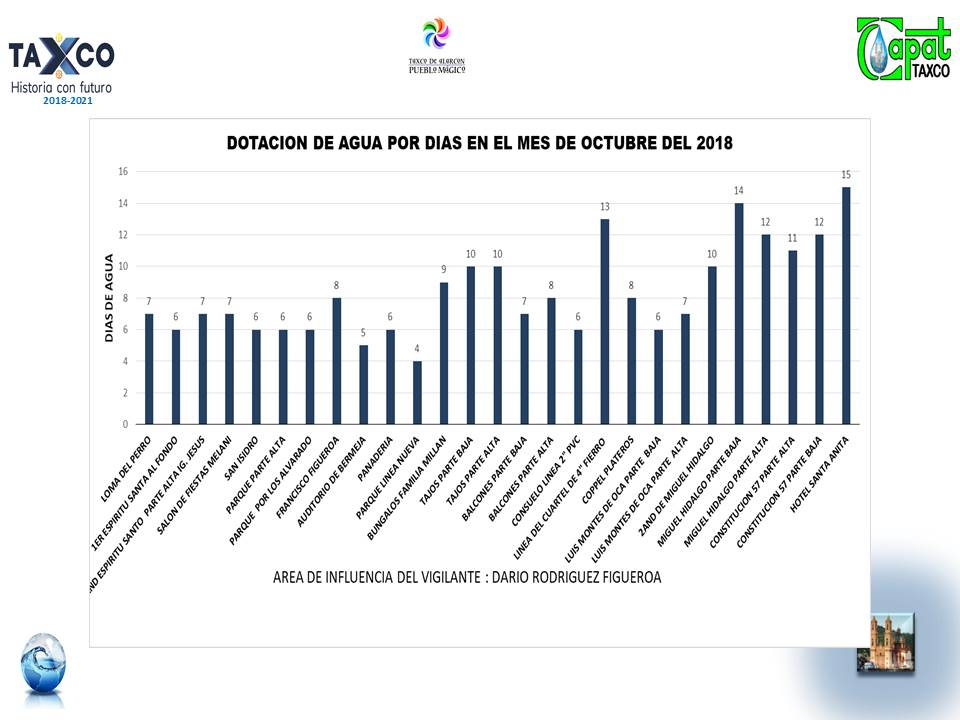 TAXCO
Historia con futuro
2018-2021
TAXCO DE ALARCON
PUEBLO MAGICO
Capat
TAXCO
DOTACION DE AGUA POR DIAS EN EL MES DE OCTUBRE DEL 2018
DIAS DE AGUA
16
14
12
10
8
6
4
2
0
7
6
7
7
6
6
6
8
5
6
4
9
10
10
7
8
6
13
8
6
7
10
14
12
11
12
15
LOMA DEL PERRO
1ER ESPIRITU SANTA AL FONDO
ND ESPIRITU SANTO PARTE ALTA IG. JESUS
SALON DE FIESTAS MELANI
SAN ISIDRO
PARQUE PARTE ALTA
PARQUE POR LOS ALVARADO
FRANCISCO FIGUEROA
AUDITORIO DE BERMEJA
PANADERIA
PARQUE LINEA NUEVA
BUNGALOS FAMILIA MILLAN
TAJOS PARTE BAJA
TAJOS PARTE ALTA
BALCONES PARTE BAJA
BALCONES PARTE ALTA
CONSUELO LINEA 2" PVC
LINEA DEL CUARTEL DE 4" FIERRO
COPPEL PLATEROS
LUIS MONTES DE OCA PARTE BAJA
LUIS MONTES DE OCA PARTE ALTA
2AND DE MIGUEL HIDALGO
MIGUEL HIDALGO PARTE BAJA
MIGUEL HIDALGO PARTE ALTA
CONSTITUCION 57 PARTE ALTA
CONSTITUCION 57 PARTE BAJA
HOTEL SANTA ANITA
AREA DE INFLUENCIA DEL VIGILANTE : DARIO RODRIGUEZ FIGUEROA